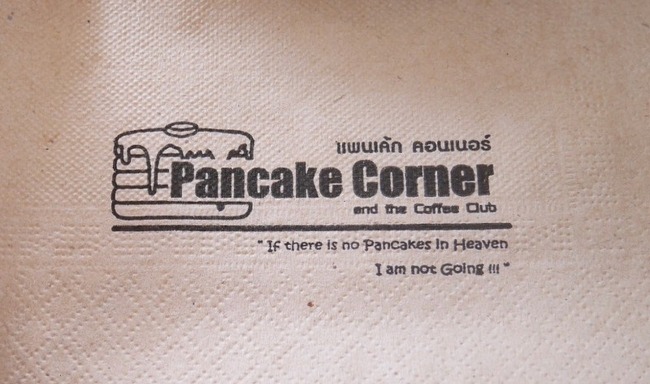 แพนเค้ก คอนเนอร์
Pancake Corner
and the Coffee Club
" If there is no Pancakes in Heaven
I am not Going !!! "